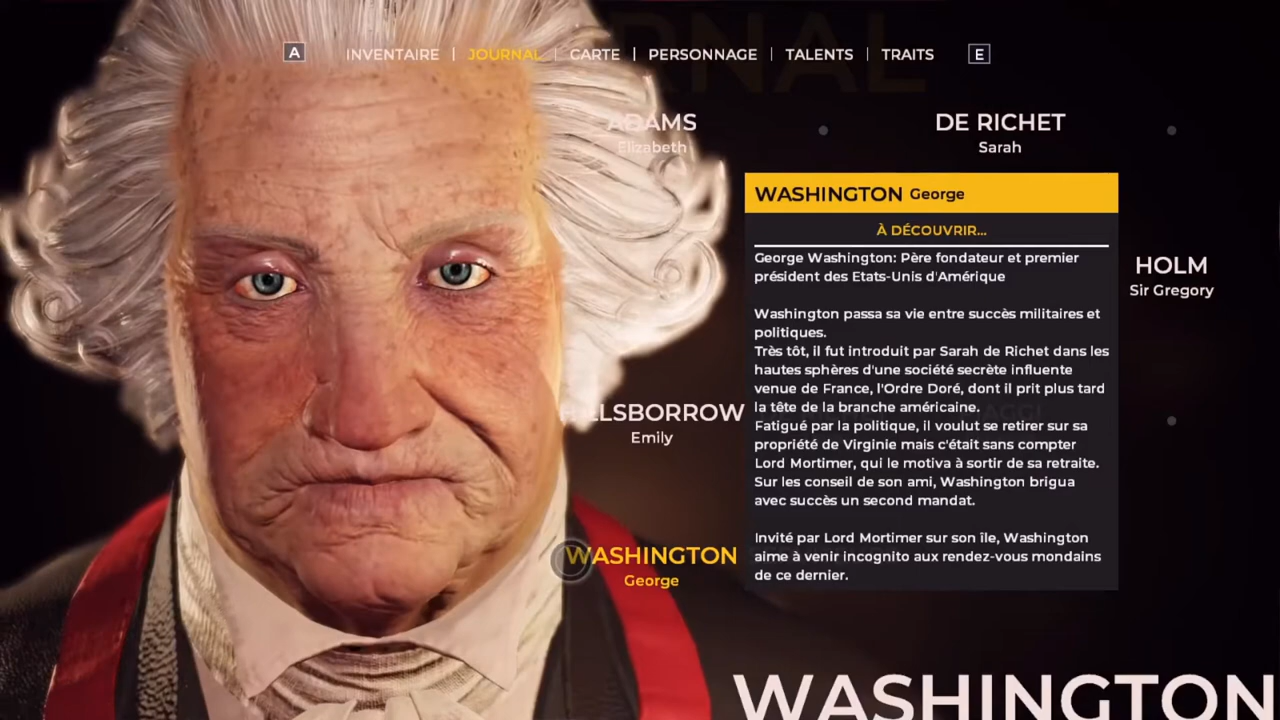 A INVENTAIRE | JOURNAL | CARTE | PERSONNAGE | TALENTS | TRAITS E
ADAMS
Elizabeth
DE RICHET
Sarah
WASHINGTON George
À DÉCOUVRIR...
George Washington: Père fondateur et premier
président des Etats-Unis d'Amérique
Washington passa sa vie entre succès militaires et
politiques.
Très tôt, il fut introduit par Sarah de Richet dans les
hautes sphères d'une société secrète influente
venue de France, l'Ordre Doré, dont il prit plus tard
la tête de la branche américaine.
Fatigué par la politique, il voulut se retirer sur sa
propriété de Virginie mais c'était sans compter
Lord Mortimer, qui le motiva à sortir de sa retraite.
Sur les conseil de son ami, Washington brigua
avec succès un second mandat.
Invité par Lord Mortimer sur son île, Washington
aime à venir incognito aux rendez-vous mondains
de ce dernier.
HOLM
Sir Gregory
HILLSBORROW
Emily
WASHINGTON
George
WASHINGTON